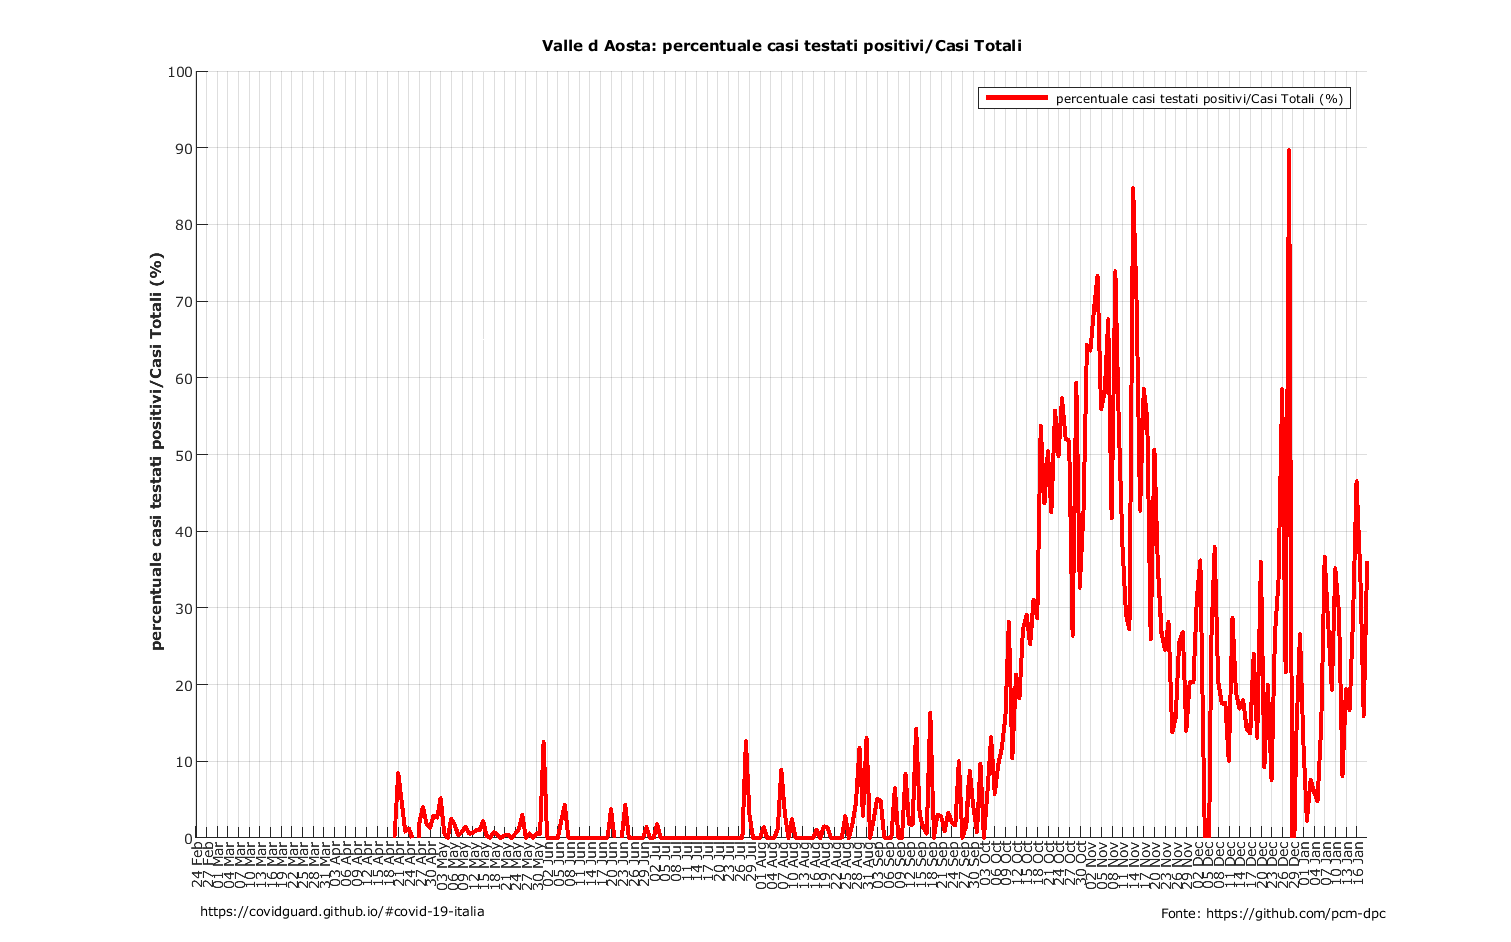 Valle d Aosta: percentuale casi testati positivi/Casi Totali
percentuale casi testati positivi/Casi Totali (%)
percentuale casi testati positivi/Casi Totali (%)
100
90
80
70
60
50
40
30
20
10
0
24 Feb
27 Feb
01 Mar
04 Mar
07 Mar
10 Mar
13 Mar
16 Mar
19 Mar
22 Mar
25 Mar
28 Mar
31 Mar
03 Apr
06 Apr
09 Apr
12 Apr
15 Apr
18 Apr
21 Apr
24 Apr
27 Apr
30 Apr
03 May
06 May
09 May
12 May
15 May
18 May
21 May
24 May
27 May
30 May
02 Jun
05 Jun
08 Jun
11 Jun
14 Jun
17 Jun
20 Jun
23 Jun
26 Jun
29 Jun
02 Jul
05 Jul
08 Jul
11 Jul
14 Jul
17 Jul
20 Jul
23 Jul
26 Jul
29 Jul
01 Aug
04 Aug
07 Aug
10 Aug
13 Aug
16 Aug
19 Aug
22 Aug
25 Aug
28 Aug
31 Aug
03 Sep
06 Sep
09 Sep
12 Sep
15 Sep
18 Sep
21 Sep
24 Sep
27 Sep
30 Sep
03 Oct
06 Oct
09 Oct
12 Oct
15 Oct
18 Oct
21 Oct
24 Oct
27 Oct
30 Oct
02 Nov
05 Nov
08 Nov
11 Nov
14 Nov
17 Nov
20 Nov
23 Nov
26 Nov
29 Nov
02 Dec
05 Dec
08 Dec
11 Dec
14 Dec
17 Dec
20 Dec
23 Dec
26 Dec
29 Dec
01 Jan
04 Jan
07 Jan
10 Jan
13 Jan
16 Jan
https://covidguard.github.io/#covid-19-italia
Fonte: https://github.com/pcm-dpc